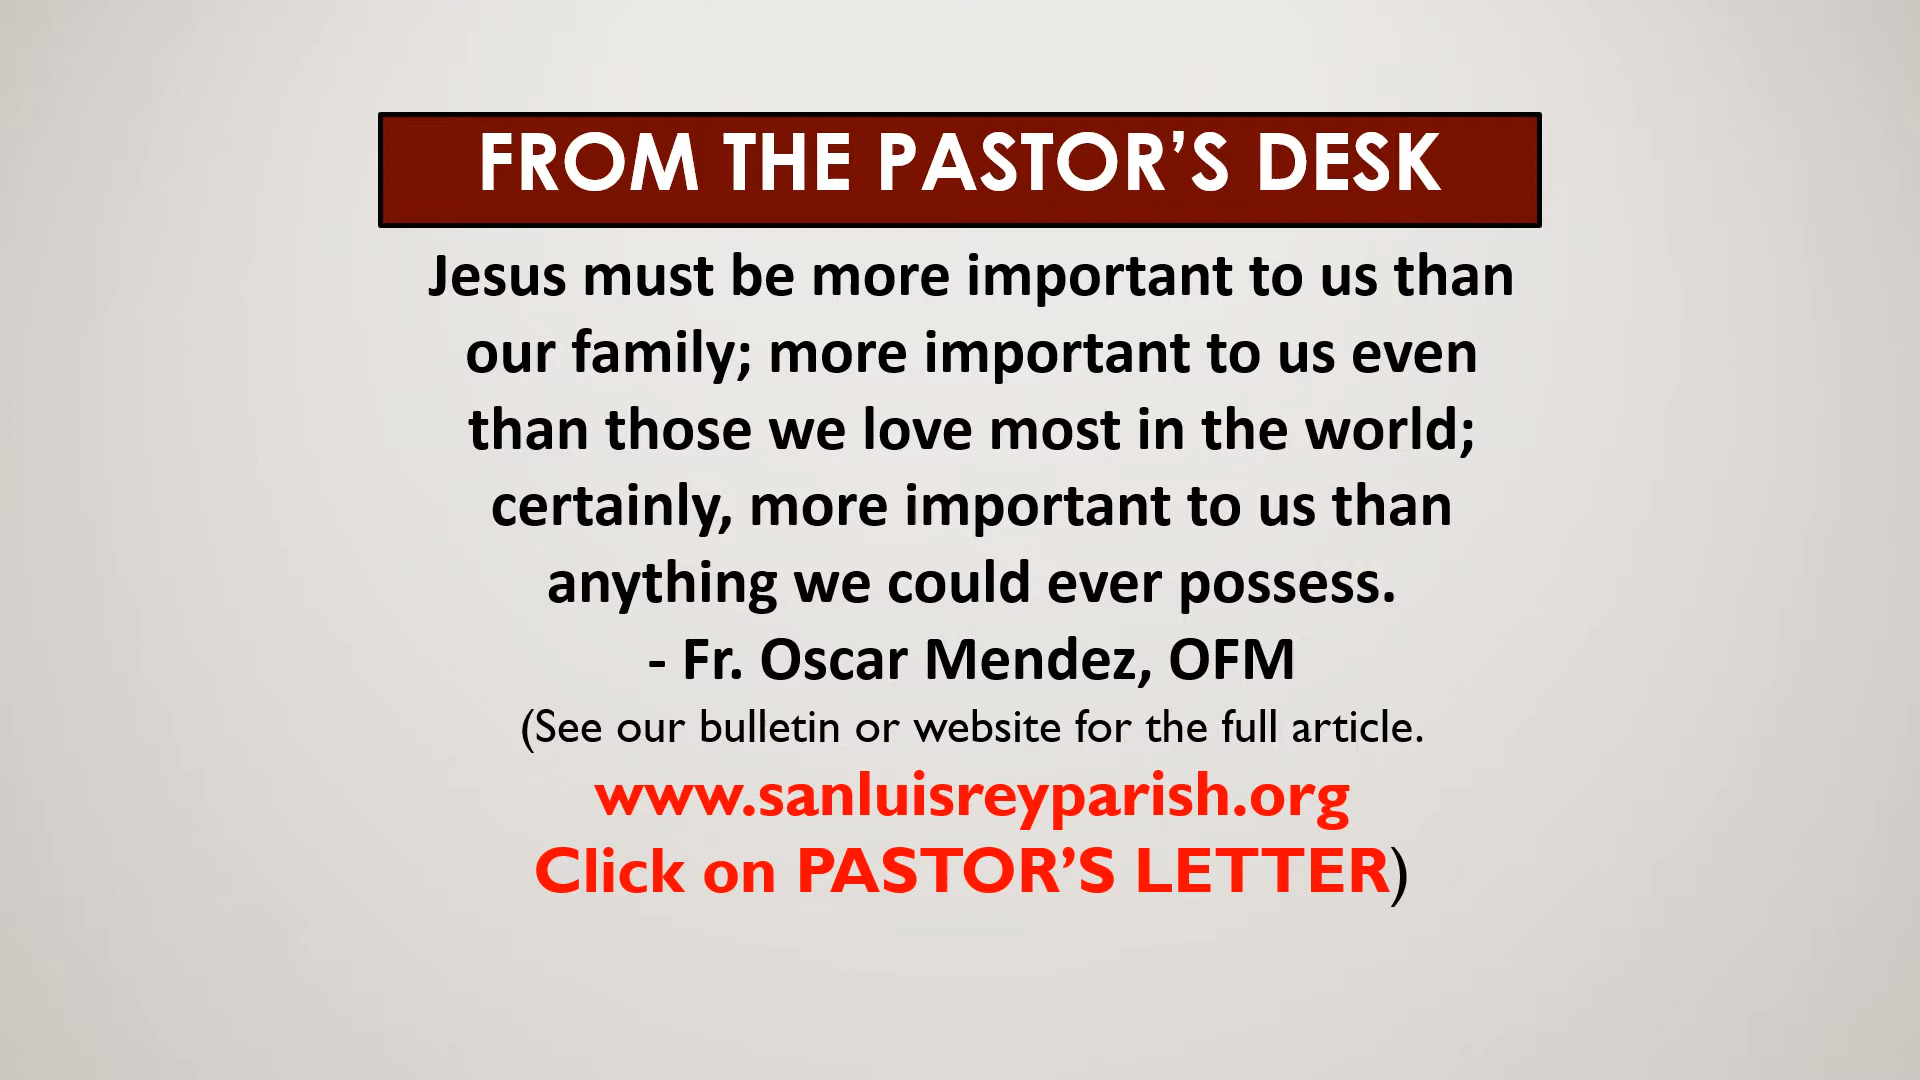 FROM THE PASTOR’S DESK
Jesus must be more important to us than
our family; more important to us even
than those we love most in the world;
certainly, more important to us than
anything we could ever possess.
- Fr. Oscar Mendez, OFM
(See our bulletin or website for the full article.
www.sanluisreyparish.org
Click on PASTOR’S LETTER)